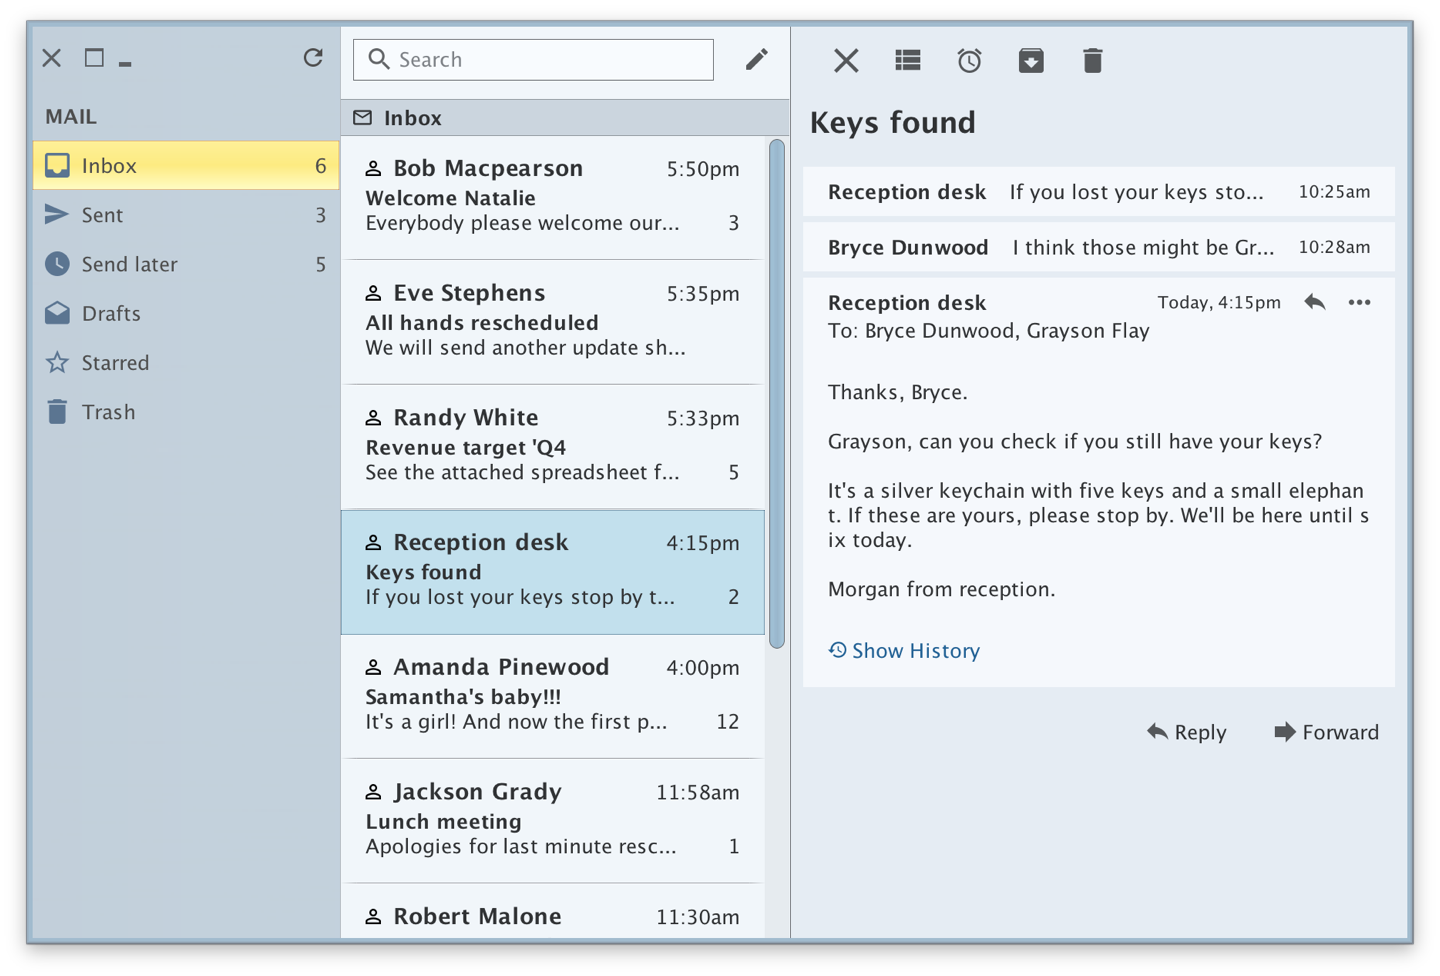 MAIL
Inbox 6
Sent 3
Send later 5
Drafts
Starred
Trash
Search
Inbox
Bob Macpearson 5:50pm
Welcome Natalie
Everybody please welcome our... 3
Eve Stephens 5:35pm
All hands rescheduled
We will send another update sh...
Randy White 5:33pm
Revenue target 'Q4
See the attached spreadsheet f... 5
Reception desk 4:15pm
Keys found
If you lost your keys stop by t... 2
Amanda Pinewood 4:00pm
Samantha's baby!!!
It's a girl! And now the first p... 12
Jackson Grady 11:58am
Lunch meeting
Apologies for last minute resc... 1
Robert Malone 11:30am
Keys found
Reception desk If you lost your keys sto... 10:25am
Bryce Dunwood I think those might be Gr... 10:28am
Reception desk Today, 4:15pm
To: Bryce Dunwood, Grayson Flay
Thanks, Bryce.
Grayson, can you check if you still have your keys?
It's a silver keychain with five keys and a small elephan
t. If these are yours, please stop by. We'll be here until s
ix today.
Morgan from reception.
Show History
Reply Forward